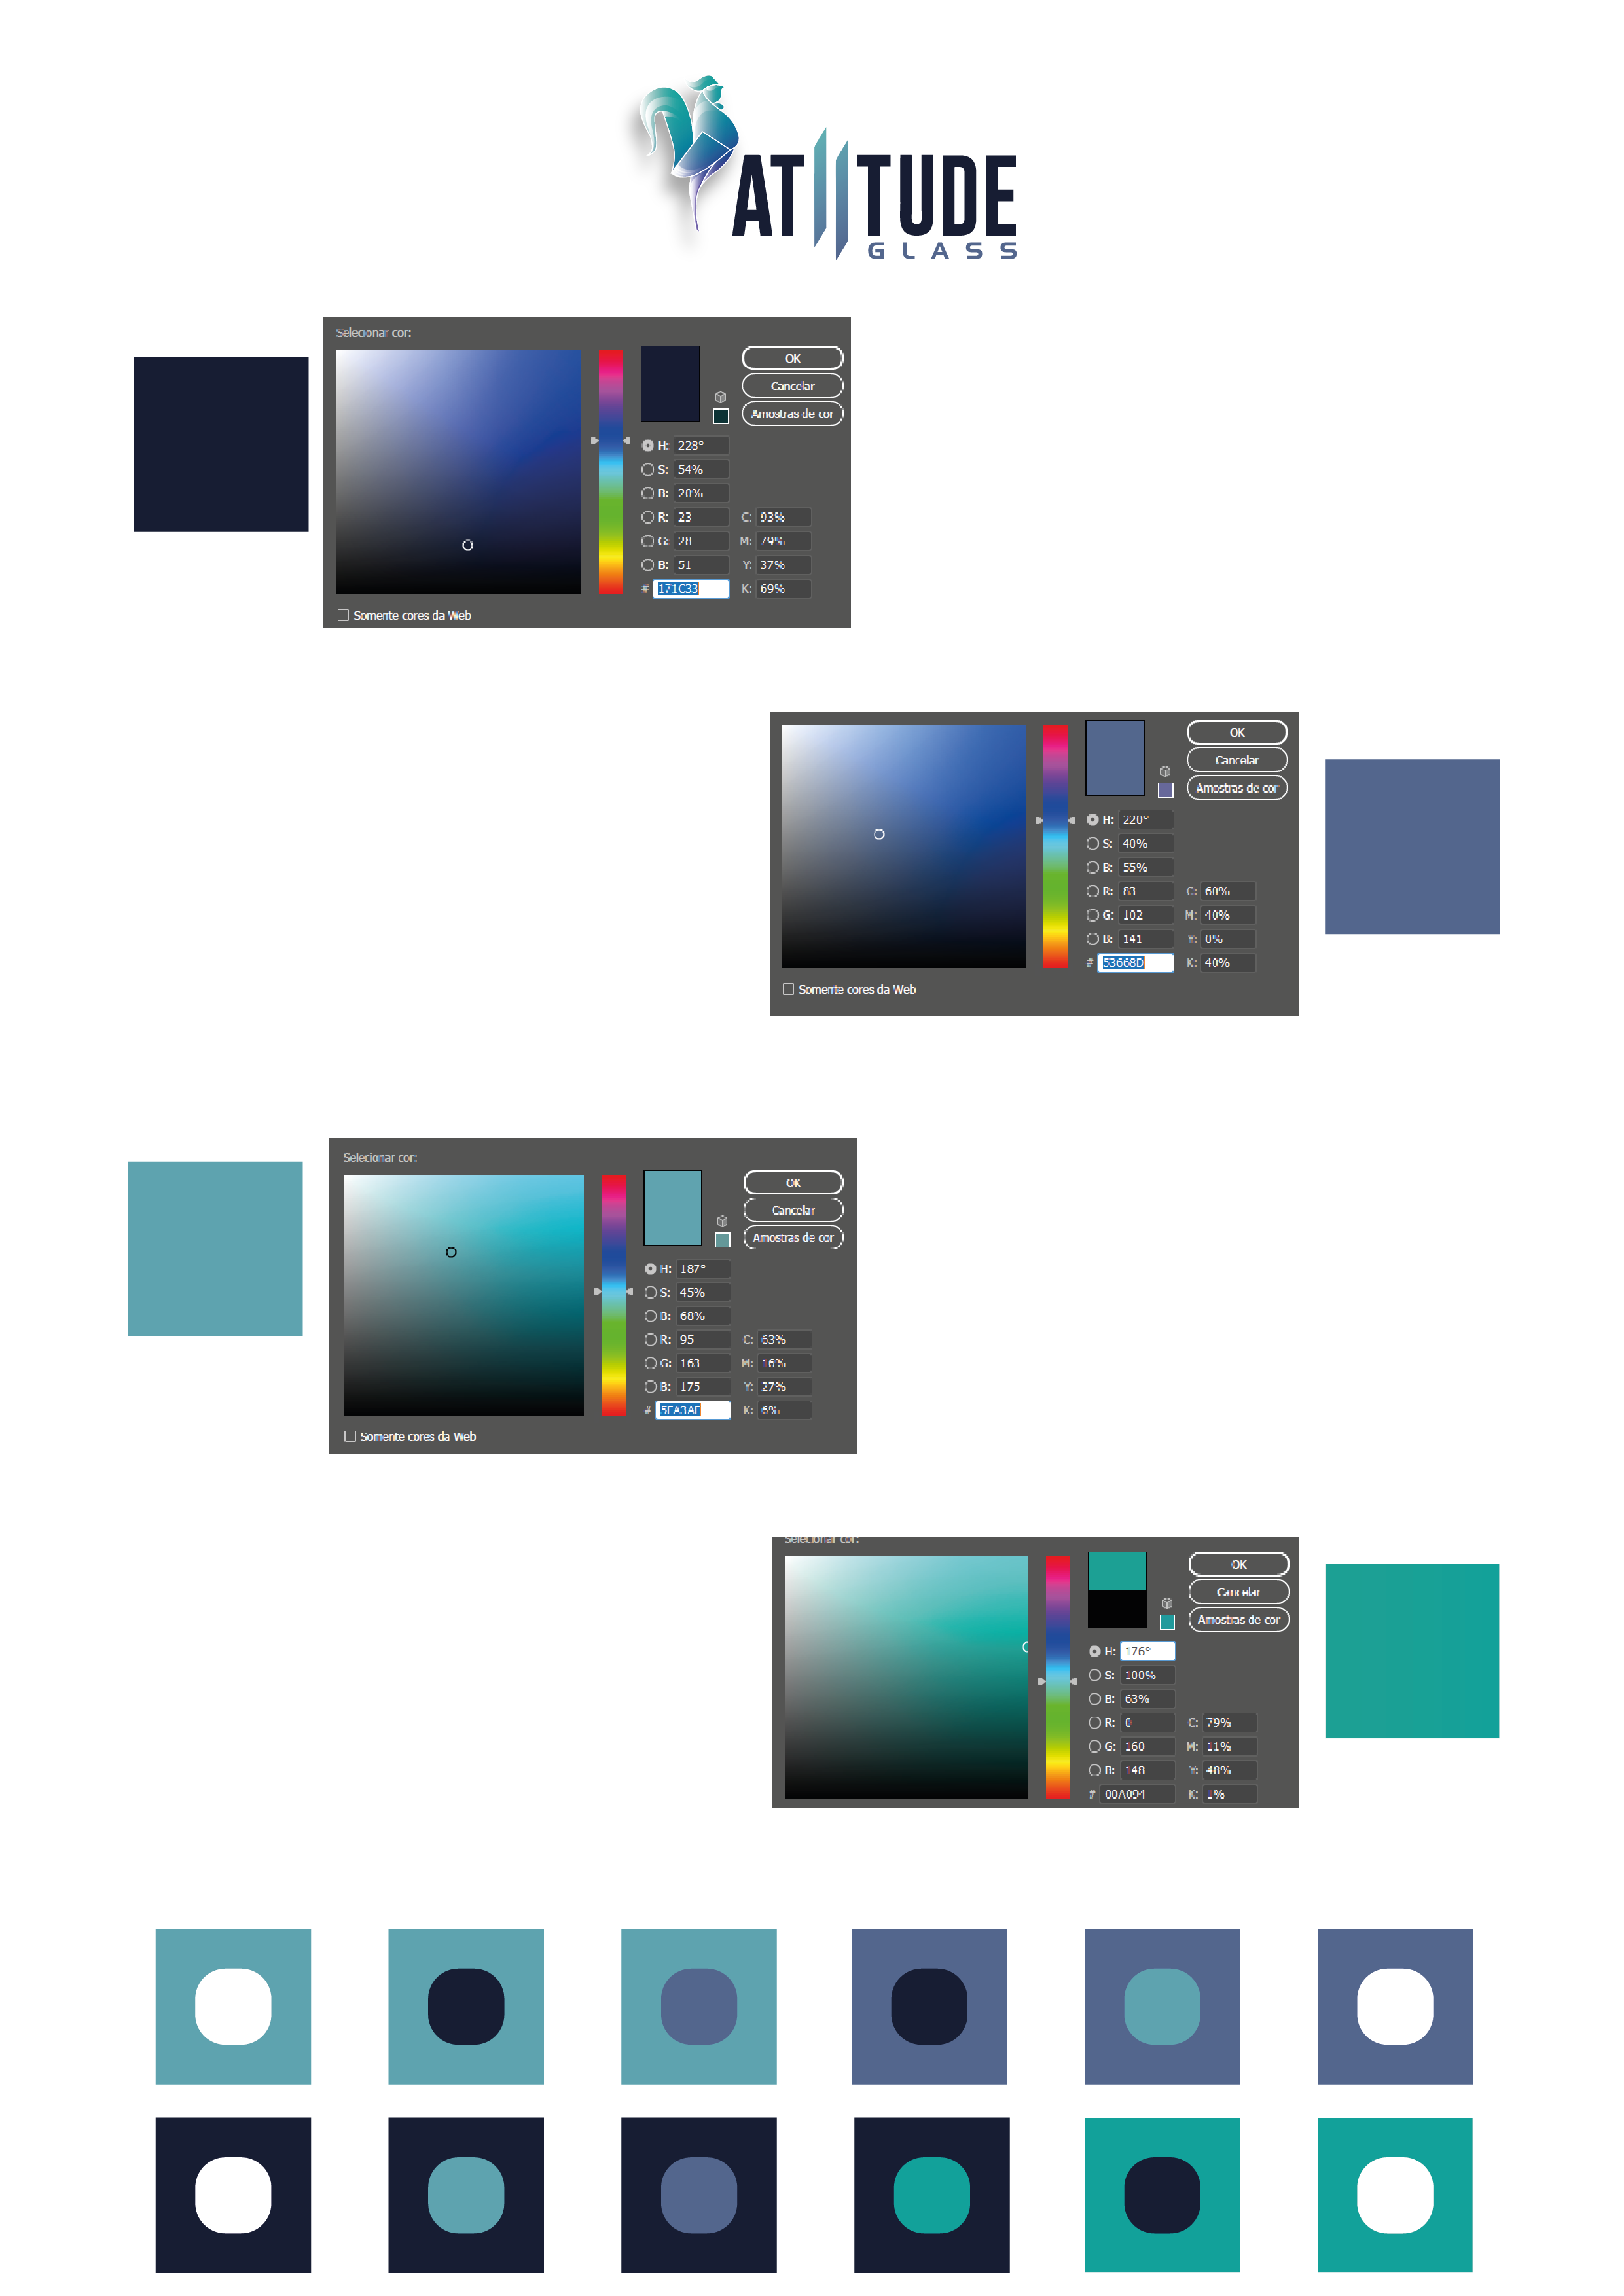 ATIITUDE
GLASS
Selecionar cor:
OK
Cancelar
Amostras de cor
H: 228°
S: 54%
B: 20%
R: 23 C: 93%
G: 28 M: 79%
B: 51 Y: 37%
# 171C33 K: 69%
Somente cores da Web
OK
Cancelar
Amostras de cor
H: 220°
S: 40%
B: 55%
R: 83 C: 60%
G: 102 M: 40%
B: 141 Y: 0%
# 53668D K: 40%
Somente cores da Web
Selecionar cor:
OK
Cancelar
Amostras de cor
H: 187°
S: 45%
B: 68%
R: 95 C: 63%
G: 163 M: 16%
B: 175 Y: 27%
# 5FA3AF K: 6%
Somente cores da Web
Selecionar cor:
OK
Cancelar
Amostras de cor
H: 176°
S: 100%
B: 63%
R: 0 C: 79%
G: 160 M: 11%
B: 148 Y: 48%
# 00A094 K: 1%